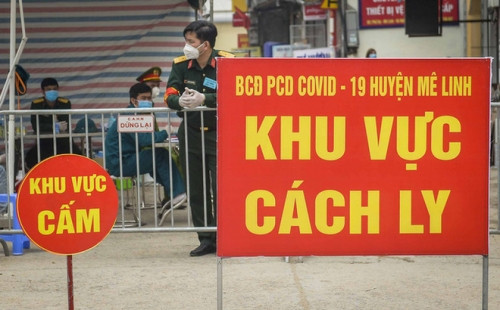 BCĐ PCD COVID - 19 HUYỆN MÊ LINH
KHU VỰC
CÁCH LY
KHU VỰC
CẤM
DỪNG LẠI